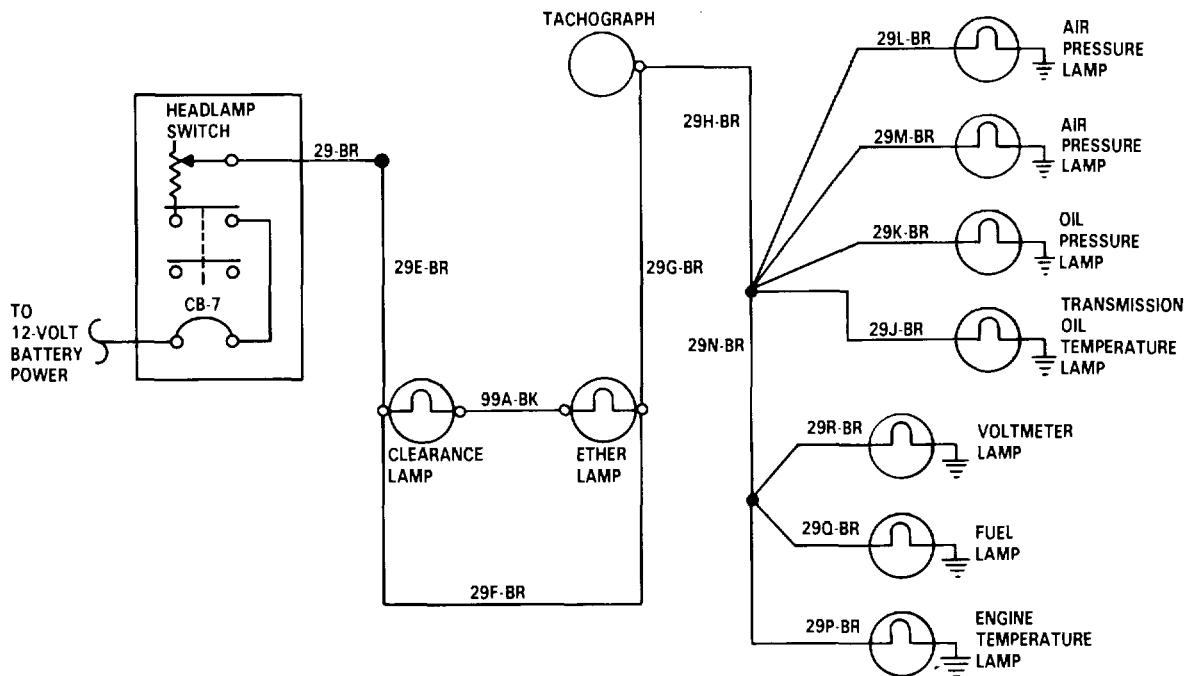 TACHOGRAPH
29L-BR
AIR
PRESSURE
LAMP
HEADLAMP
SWITCH
29-BR
29H-BR
29M-BR
AIR
PRESSURE
LAMP
29K-BR
OIL
PRESSURE
LAMP
29E-BR
29G-BR
CB-7
TO
12-VOLT
BATTERY
POWER
29N-BR
29J-BR
TRANSMISSION
OIL
TEMPERATURE
LAMP
99A-BK
CLEARANCE
LAMP
ETHER
LAMP
29R-BR
VOLTMETER
LAMP
29Q-BR
FUEL
LAMP
29F-BR
29P-BR
ENGINE
TEMPERATURE
LAMP